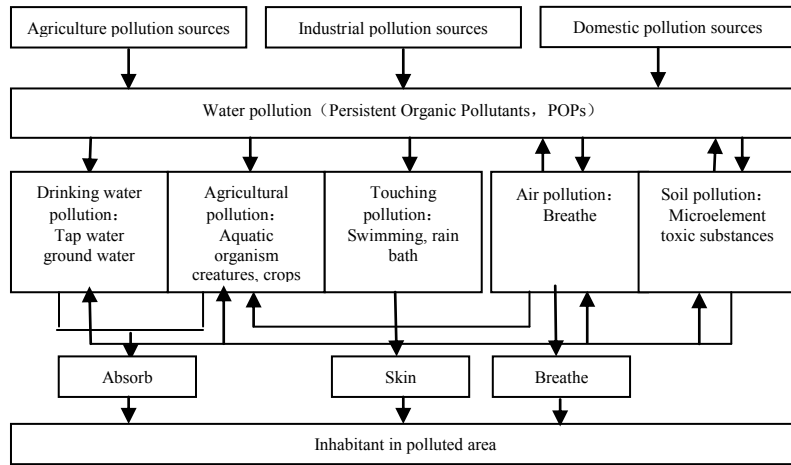 Agriculture pollution sources
Industrial pollution sources
Domestic pollution sources
Water pollution（Persistent Organic Pollutants，POPs）
Drinking water
pollution：
Tap water
ground water
Agricultural
pollution：
Aquatic
organism
creatures, crops
Touching
pollution：
Swimming, rain
bath
Air pollution：
Breathe
Soil pollution：
Microelement
toxic substances
Absorb
Skin
Breathe
Inhabitant in polluted area